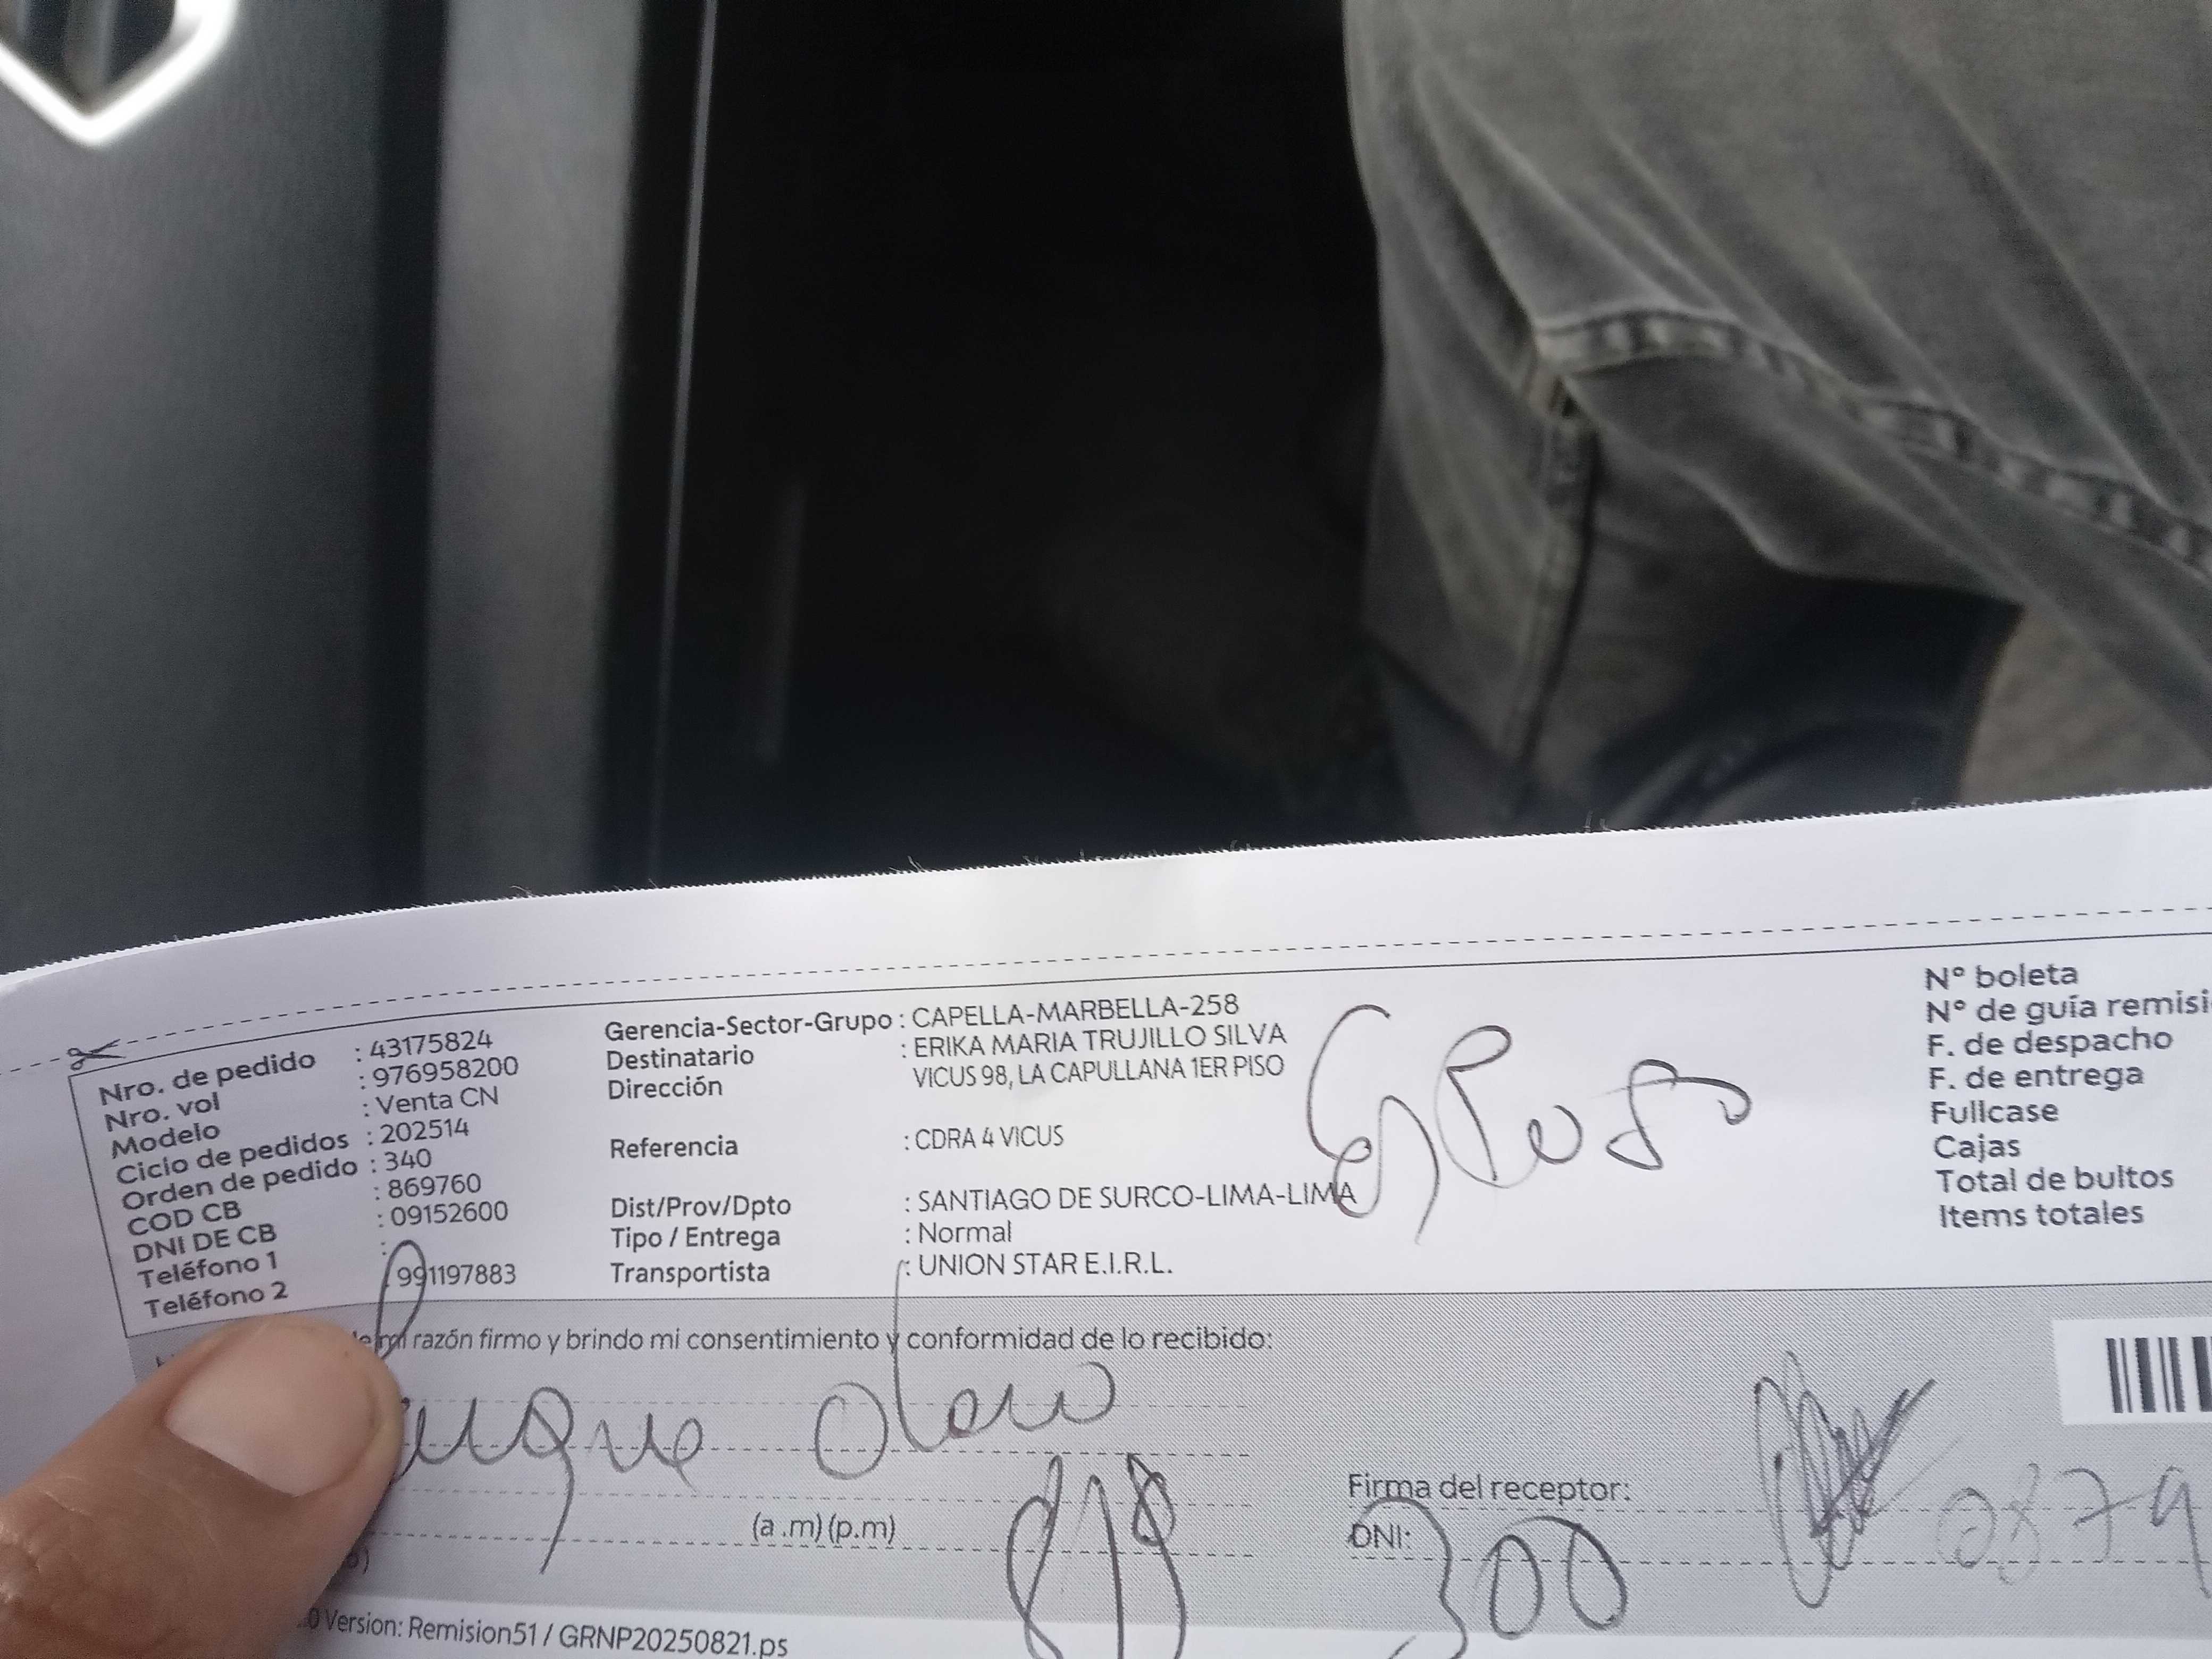 Nro. de pedido : 43175824
Nro. vol : 976958200
Modelo : Venta CN
Ciclo de pedidos : 202514
Orden de pedido : 340
COD CB : 869760
DNI DE CB : 09152600
Teléfono 1 :
Teléfono 2 : 991197883
Gerencia-Sector-Grupo : CAPELLA-MARBELLA-258
Destinatario : ERIKA MARIA TRUJILLO SILVA
Dirección VICUS 98, LA CAPULLANA 1ER PISO
Referencia : CDRA 4 VICUS
Dist/Prov/Dpto : SANTIAGO DE SURCO-LIMA-LIMA
Tipo / Entrega : Normal
Transportista : UNION STAR E.I.R.L.
N° boleta
N° de guía remisi
F. de despacho
F. de entrega
Fullcase
Cajas
Total de bultos
Items totales
mi razón firmo y brindo mi consentimiento y conformidad de lo recibido:
(a .m) (p.m)
Firma del receptor:
DNI:
300
0879
Version: Remision51 / GRNP20250821.ps